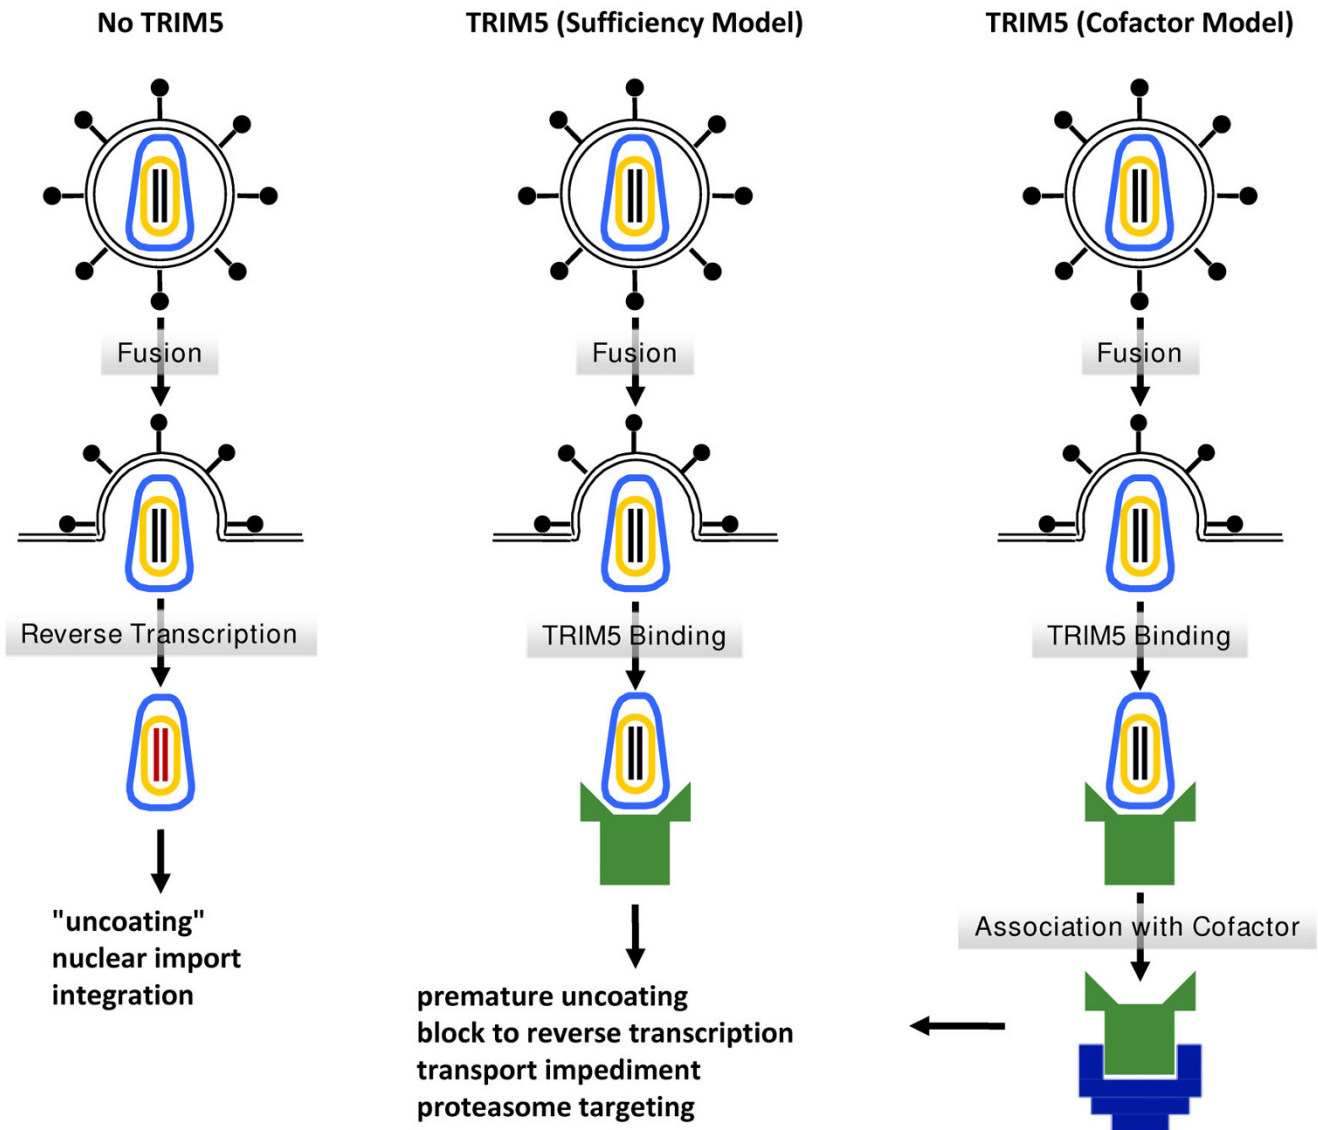 No TRIM5
TRIM5 (Sufficiency Model)
TRIM5 (Cofactor Model)
Fusion
Fusion
Fusion
Reverse Transcription
TRIM5 Binding
TRIM5 Binding
"uncoating"
nuclear import
integration
premature uncoating
block to reverse transcription
transport impediment
proteasome targeting
Association with Cofactor